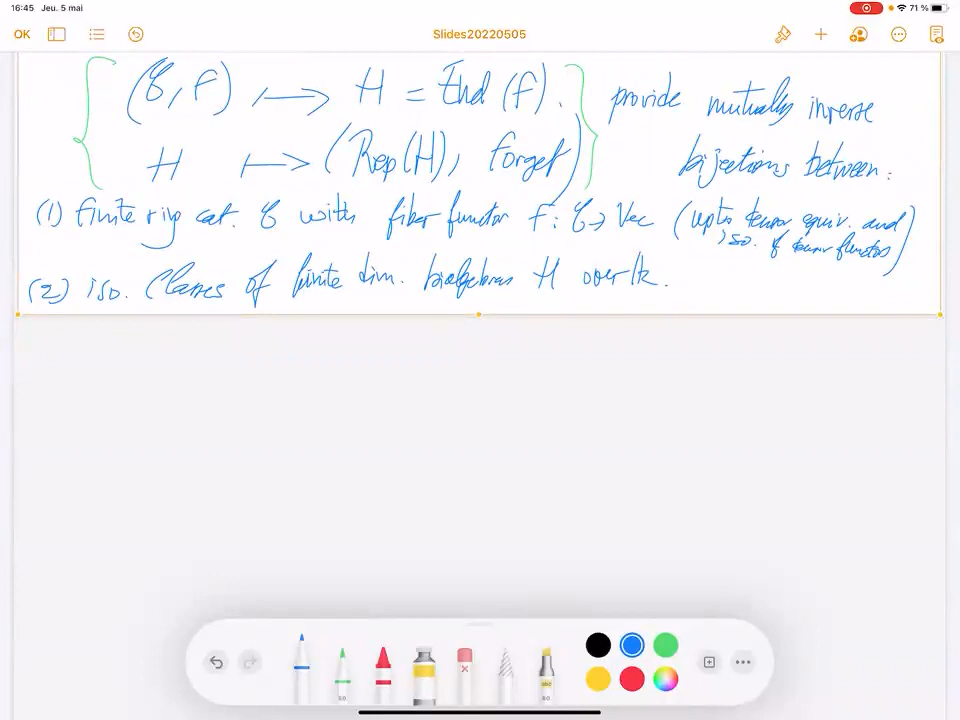 16:45 Jeu. 5 mai 71 %
OK Slides20220505
(C, F) ⟼ H = End (F). provide mutually inverse
H ⟼ (Rep(H), Forget) bijections between:
(1) finite ring cat. C with fiber functor F: C → Vec (up to tensor equiv. and
iso. of tensor functors)
(2) iso. classes of finite dim. bialgebras H over k.